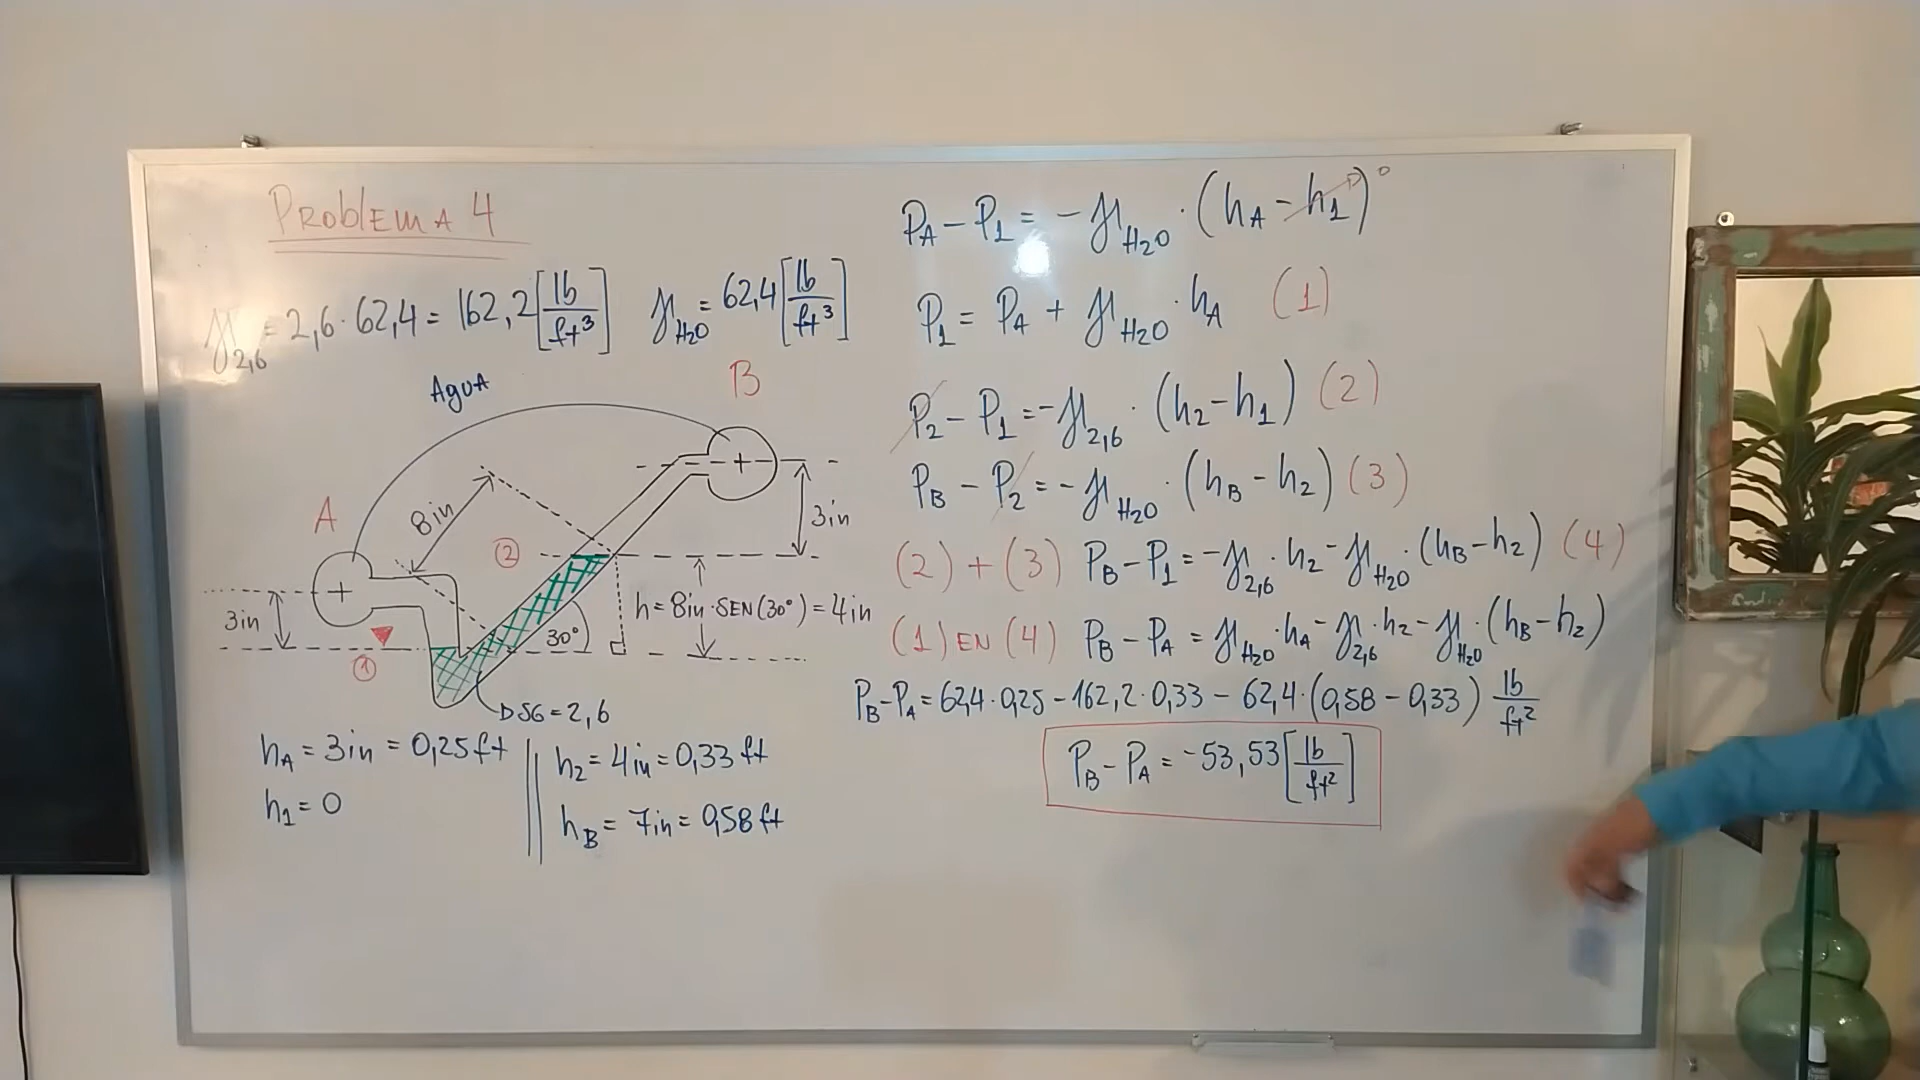 Problema 4
γ2,6 = 2,6 · 62,4 = 162,2 [lb/ft³] γH2O = 62,4 [lb/ft³]
Agua
B
8in
A
②
3in
3in
h = 8in · SEN(30°) = 4in
30°
①
DSG = 2,6
hA = 3in = 0,25 ft
h1 = 0
h2 = 4in = 0,33 ft
hB = 7in = 0,58 ft
PA - P1 = - γH2O · (hA - h1) 0
P1 = PA + γH2O · hA (1)
P2 - P1 = - γ2,6 · (h2 - h1) (2)
PB - P2 = - γH2O · (hB - h2) (3)
(2) + (3) PB - P1 = - γ2,6 · h2 - γH2O · (hB - h2) (4)
(1) EN (4) PB - PA = γH2O · hA - γ2,6 · h2 - γH2O · (hB - h2)
PB - PA = 62,4 · 0,25 - 162,2 · 0,33 - 62,4 · (0,58 - 0,33) lb/ft²
PB - PA = -53,53 [lb/ft²]